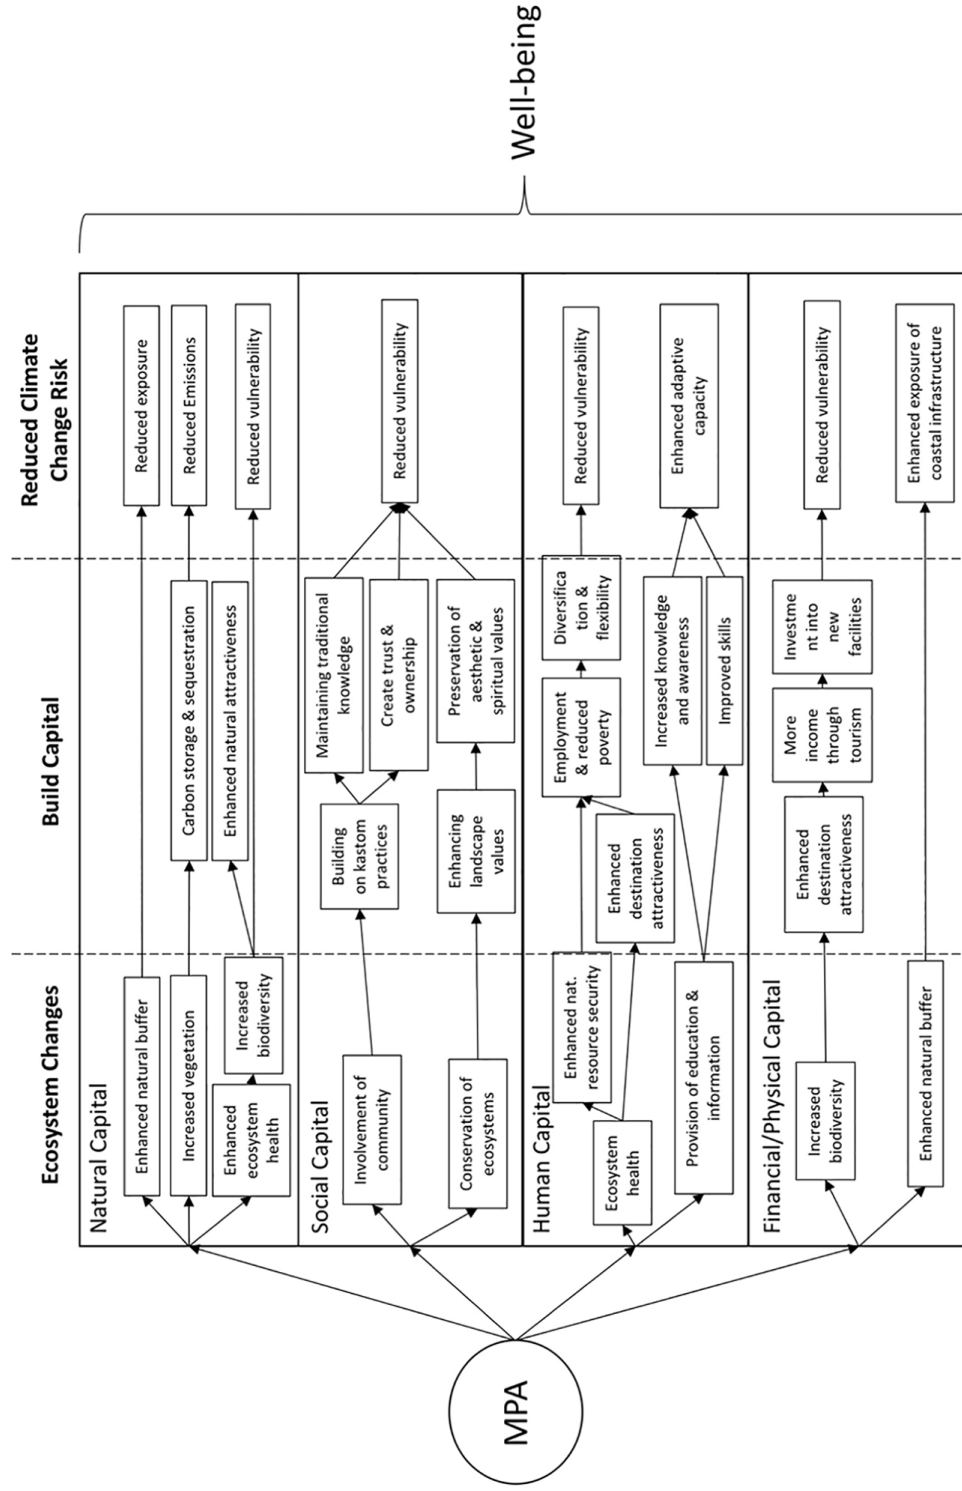 Ecosystem Changes
Build Capital
Reduced Climate
Change Risk
Natural Capital
Enhanced natural buffer
Reduced exposure
Increased vegetation
Carbon storage & sequestration
Reduced Emissions
Enhanced
ecosystem
health
Increased
biodiversity
Enhanced natural attractiveness
Reduced vulnerability
Social Capital
Involvement of
community
Building
on kastom
practices
Maintaining traditional
knowledge
Create trust &
ownership
Reduced vulnerability
Conservation of
ecosystems
Enhancing
landscape
values
Preservation of
aesthetic &
spiritual values
Human Capital
Ecosystem
health
Enhanced nat.
resource security
Employment
& reduced
poverty
Diversifica
tion &
flexibility
Reduced vulnerability
Enhanced
destination
attractiveness
Provision of education &
information
Increased knowledge
and awareness
Improved skills
Enhanced adaptive
capacity
Financial/Physical Capital
Increased
biodiversity
Enhanced
destination
attractiveness
More
income
through
tourism
Investme
nt into
new
facilities
Reduced vulnerability
Enhanced natural buffer
Enhanced exposure of
coastal infrastructure
MPA
Well-being